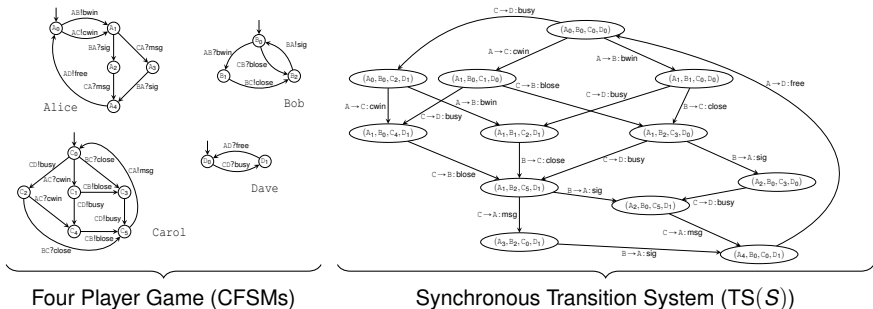 AB!bwin
AC!cwin
A₀
A₁
BA?sig
CA?msg
A₂
A₃
AD!free
CA?msg
BA?sig
A₄
Alice
B₀
BA!sig
AB?bwin
CB?blose
B₁
B₂
BC!close
Bob
C₀
CD!busy
BC?close
CA!msg
AC?cwin
C₂
C₁
CB!blose
C₃
AC?cwin
CD!busy
CD!busy
C₄
CB!blose
C₅
BC?close
Carol
AD?free
D₀
D₁
CD?busy
Dave
C→D:busy
(A₀,B₀,C₀,D₀)
A→C:cwin
A→B:bwin
A→D:free
(A₀,B₀,C₂,D₁)
(A₁,B₀,C₁,D₀)
(A₁,B₁,C₀,D₀)
C→B:blose
A→C:cwin
A→B:bwin
C→D:busy
C→D:busy
B→C:close
(A₁,B₀,C₄,D₁)
(A₁,B₁,C₂,D₁)
(A₁,B₂,C₃,D₀)
C→B:blose
B→C:close
C→D:busy
B→A:sig
(A₁,B₂,C₅,D₁)
(A₂,B₀,C₃,D₀)
B→A:sig
(A₂,B₀,C₅,D₁)
C→D:busy
C→A:msg
C→A:msg
(A₃,B₂,C₀,D₁)
B→A:sig
(A₄,B₀,C₀,D₁)
Four Player Game (CFSMs)
Synchronous Transition System (TS(S))